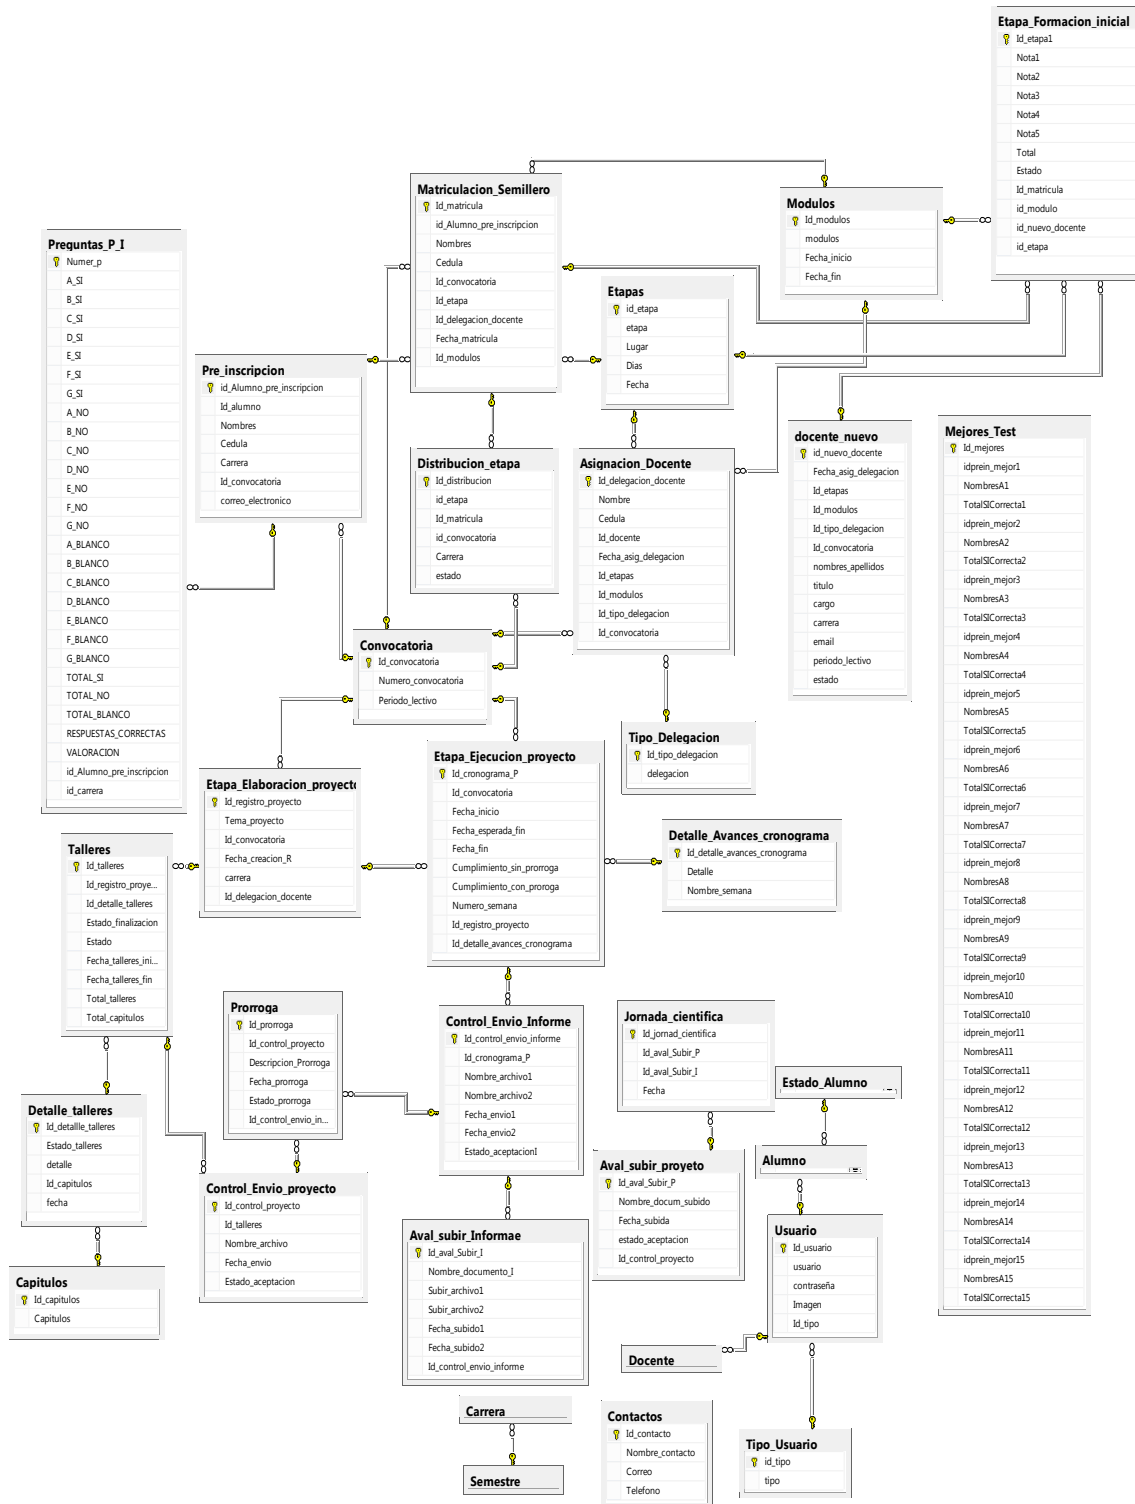 Etapa_Formacion_inicial
Id_etapa1
Nota1
Nota2
Nota3
Nota4
Nota5
Total
Estado
Id_matricula
id_modulo
id_nuevo_docente
id_etapa
Matriculacion_Semillero
Id_matricula
id_Alumno_pre_inscripcion
Nombres
Cedula
Id_convocatoria
Id_etapa
Id_delegacion_docente
Fecha_matricula
Id_modulos
Modulos
Id_modulos
modulos
Fecha_inicio
Fecha_fin
Preguntas_P_I
Numer_p
A_SI
B_SI
C_SI
D_SI
E_SI
F_SI
G_SI
A_NO
B_NO
C_NO
D_NO
E_NO
F_NO
G_NO
A_BLANCO
B_BLANCO
C_BLANCO
D_BLANCO
E_BLANCO
F_BLANCO
G_BLANCO
TOTAL_SI
TOTAL_NO
TOTAL_BLANCO
RESPUESTAS_CORRECTAS
VALORACION
id_Alumno_pre_inscripcion
id_carrera
Etapas
id_etapa
etapa
Lugar
Dias
Fecha
Pre_inscripcion
id_Alumno_pre_inscripcion
Id_alumno
Nombres
Cedula
Carrera
Id_convocatoria
correo_electronico
Distribucion_etapa
Id_distribucion
id_etapa
Id_matricula
id_convocatoria
Carrera
estado
Asignacion_Docente
Id_delegacion_docente
Nombre
Cedula
Id_docente
Fecha_asig_delegacion
Id_etapas
Id_modulos
Id_tipo_delegacion
Id_convocatoria
docente_nuevo
id_nuevo_docente
Fecha_asig_delegacion
Id_etapas
Id_modulos
Id_tipo_delegacion
Id_convocatoria
nombres_apellidos
titulo
cargo
carrera
email
periodo_lectivo
estado
Mejores_Test
Id_mejores
idprein_mejor1
NombresA1
TotalSICorrecta1
idprein_mejor2
NombresA2
TotalSICorrecta2
idprein_mejor3
NombresA3
TotalSICorrecta3
idprein_mejor4
NombresA4
TotalSICorrecta4
idprein_mejor5
NombresA5
TotalSICorrecta5
idprein_mejor6
NombresA6
TotalSICorrecta6
idprein_mejor7
NombresA7
TotalSICorrecta7
idprein_mejor8
NombresA8
TotalSICorrecta8
idprein_mejor9
NombresA9
TotalSICorrecta9
idprein_mejor10
NombresA10
TotalSICorrecta10
idprein_mejor11
NombresA11
TotalSICorrecta11
idprein_mejor12
NombresA12
TotalSICorrecta12
idprein_mejor13
NombresA13
TotalSICorrecta13
idprein_mejor14
NombresA14
TotalSICorrecta14
idprein_mejor15
NombresA15
TotalSICorrecta15
Convocatoria
Id_convocatoria
Numero_convocatoria
Periodo_lectivo
Tipo_Delegacion
Id_tipo_delegacion
delegacion
Etapa_Elaboracion_proyecto
Id_registro_proyecto
Tema_proyecto
Id_convocatoria
Fecha_creacion_R
carrera
Id_delegacion_docente
Etapa_Ejecucion_proyecto
Id_cronograma_P
Id_convocatoria
Fecha_inicio
Fecha_esperada_fin
Fecha_fin
Cumplimiento_sin_prorroga
Cumplimiento_con_proroga
Numero_semana
Id_registro_proyecto
Id_detalle_avances_cronograma
Detalle_Avances_cronograma
Id_detalle_avances_cronograma
Detalle
Nombre_semana
Talleres
Id_talleres
Id_registro_proye...
Id_detalle_talleres
Estado_finalizacion
Estado
Fecha_talleres_ini...
Fecha_talleres_fin
Total_talleres
Total_capitulos
Prorroga
Id_prorroga
Id_control_proyecto
Descripcion_Prorroga
Fecha_prorroga
Estado_prorroga
Id_control_envio_in...
Control_Envio_Informe
Id_control_envio_informe
Id_cronograma_P
Nombre_archivo1
Nombre_archivo2
Fecha_envio1
Fecha_envio2
Estado_aceptacionI
Jornada_cientifica
Id_jornad_cientifica
Id_aval_Subir_P
Id_aval_Subir_I
Fecha
Estado_Alumno
Detalle_talleres
Id_detallle_talleres
Estado_talleres
detalle
Id_capitulos
fecha
Control_Envio_proyecto
Id_control_proyecto
Id_talleres
Nombre_archivo
Fecha_envio
Estado_aceptacion
Aval_subir_proyeto
Id_aval_Subir_P
Nombre_docum_subido
Fecha_subida
estado_aceptacion
Id_control_proyecto
Alumno
Aval_subir_Informae
Id_aval_Subir_I
Nombre_documento_I
Subir_archivo1
Subir_archivo2
Fecha_subido1
Fecha_subido2
Id_control_envio_informe
Usuario
Id_usuario
usuario
contraseña
Imagen
Id_tipo
Capitulos
Id_capitulos
Capitulos
Docente
Carrera
Semestre
Contactos
Id_contacto
Nombre_contacto
Correo
Telefono
Tipo_Usuario
id_tipo
tipo